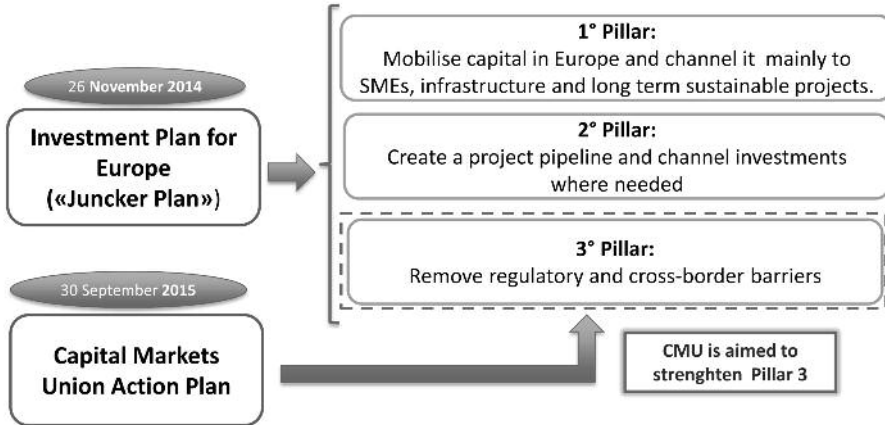 26 November 2014
Investment Plan for
Europe
(«Juncker Plan»)
1° Pillar:
Mobilise capital in Europe and channel it mainly to
SMEs, infrastructure and long term sustainable projects.
2° Pillar:
Create a project pipeline and channel investments
where needed
3° Pillar:
Remove regulatory and cross-border barriers
30 September 2015
Capital Markets
Union Action Plan
CMU is aimed to
strenghten Pillar 3